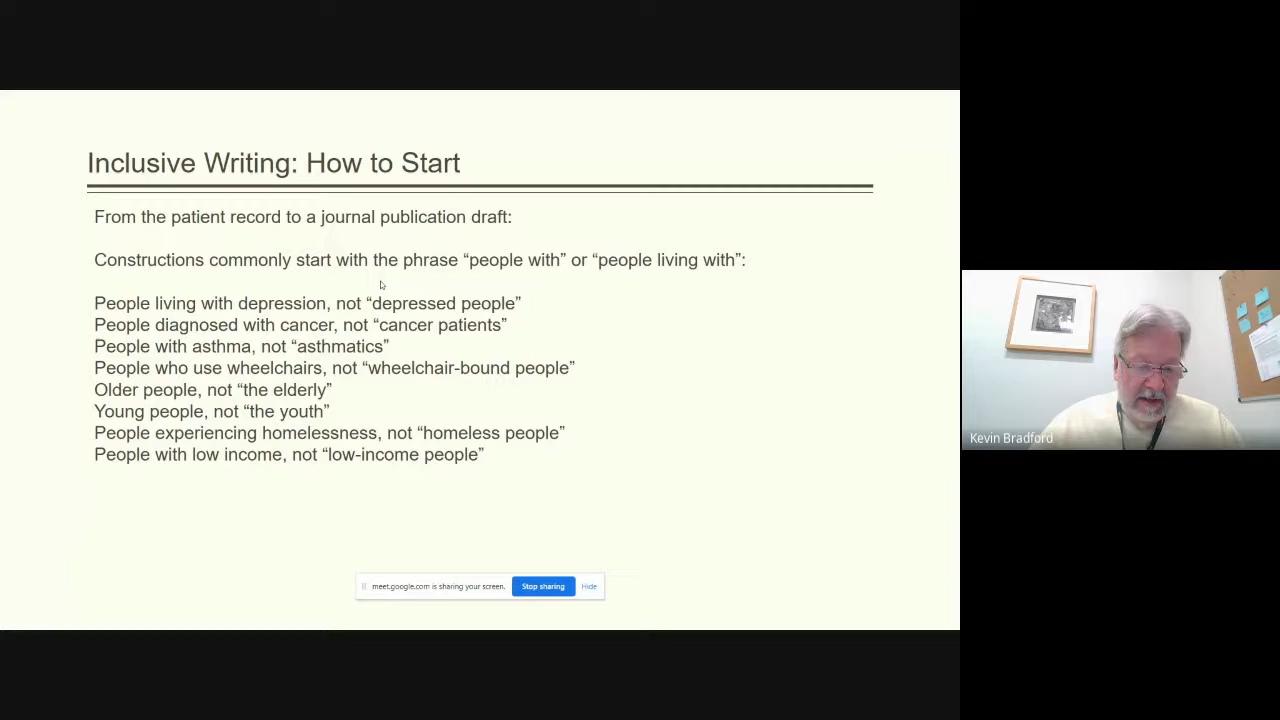 Inclusive Writing: How to Start
From the patient record to a journal publication draft:
Constructions commonly start with the phrase “people with” or “people living with”:
People living with depression, not “depressed people”
People diagnosed with cancer, not “cancer patients”
People with asthma, not “asthmatics”
People who use wheelchairs, not “wheelchair-bound people”
Older people, not “the elderly”
Young people, not “the youth”
People experiencing homelessness, not “homeless people”
People with low income, not “low-income people”
meet.google.com is sharing your screen. Stop sharing Hide
Kevin Bradford